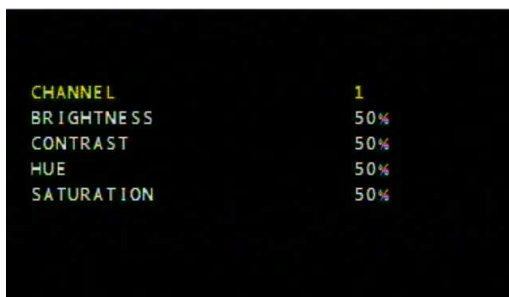 CHANNEL 1
BRIGHTNESS 50%
CONTRAST 50%
HUE 50%
SATURATION 50%